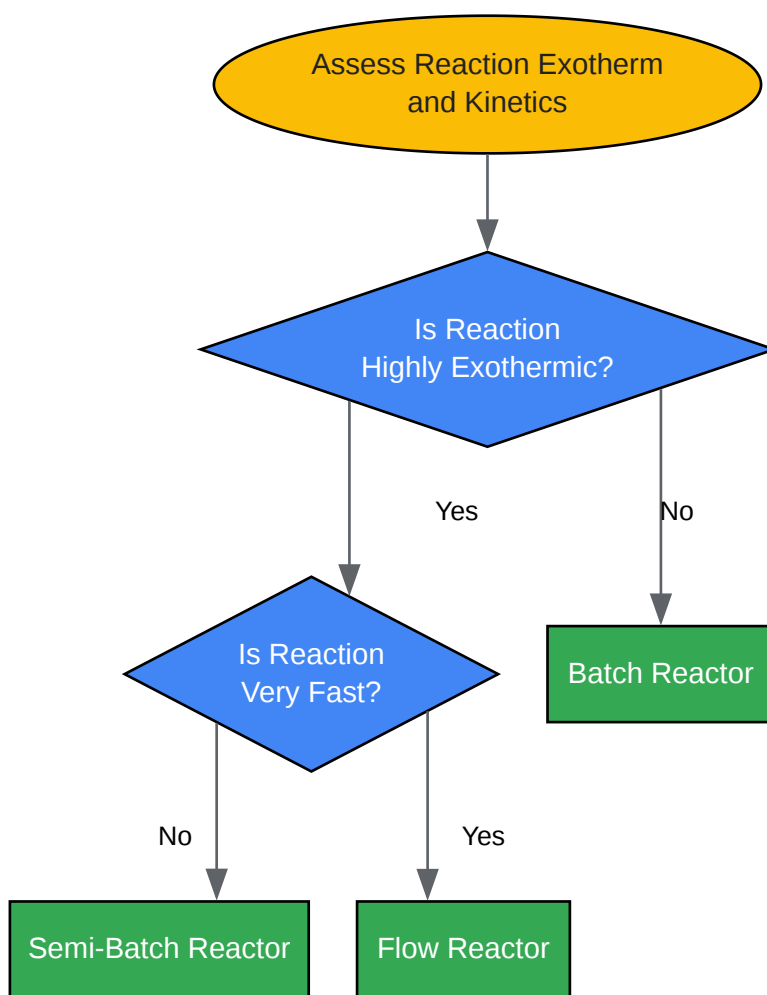 Assess Reaction Exotherm
and Kinetics
Is Reaction
Highly Exothermic?
Yes
No
Is Reaction
Very Fast?
Batch Reactor
No
Yes
Semi-Batch Reactor
Flow Reactor